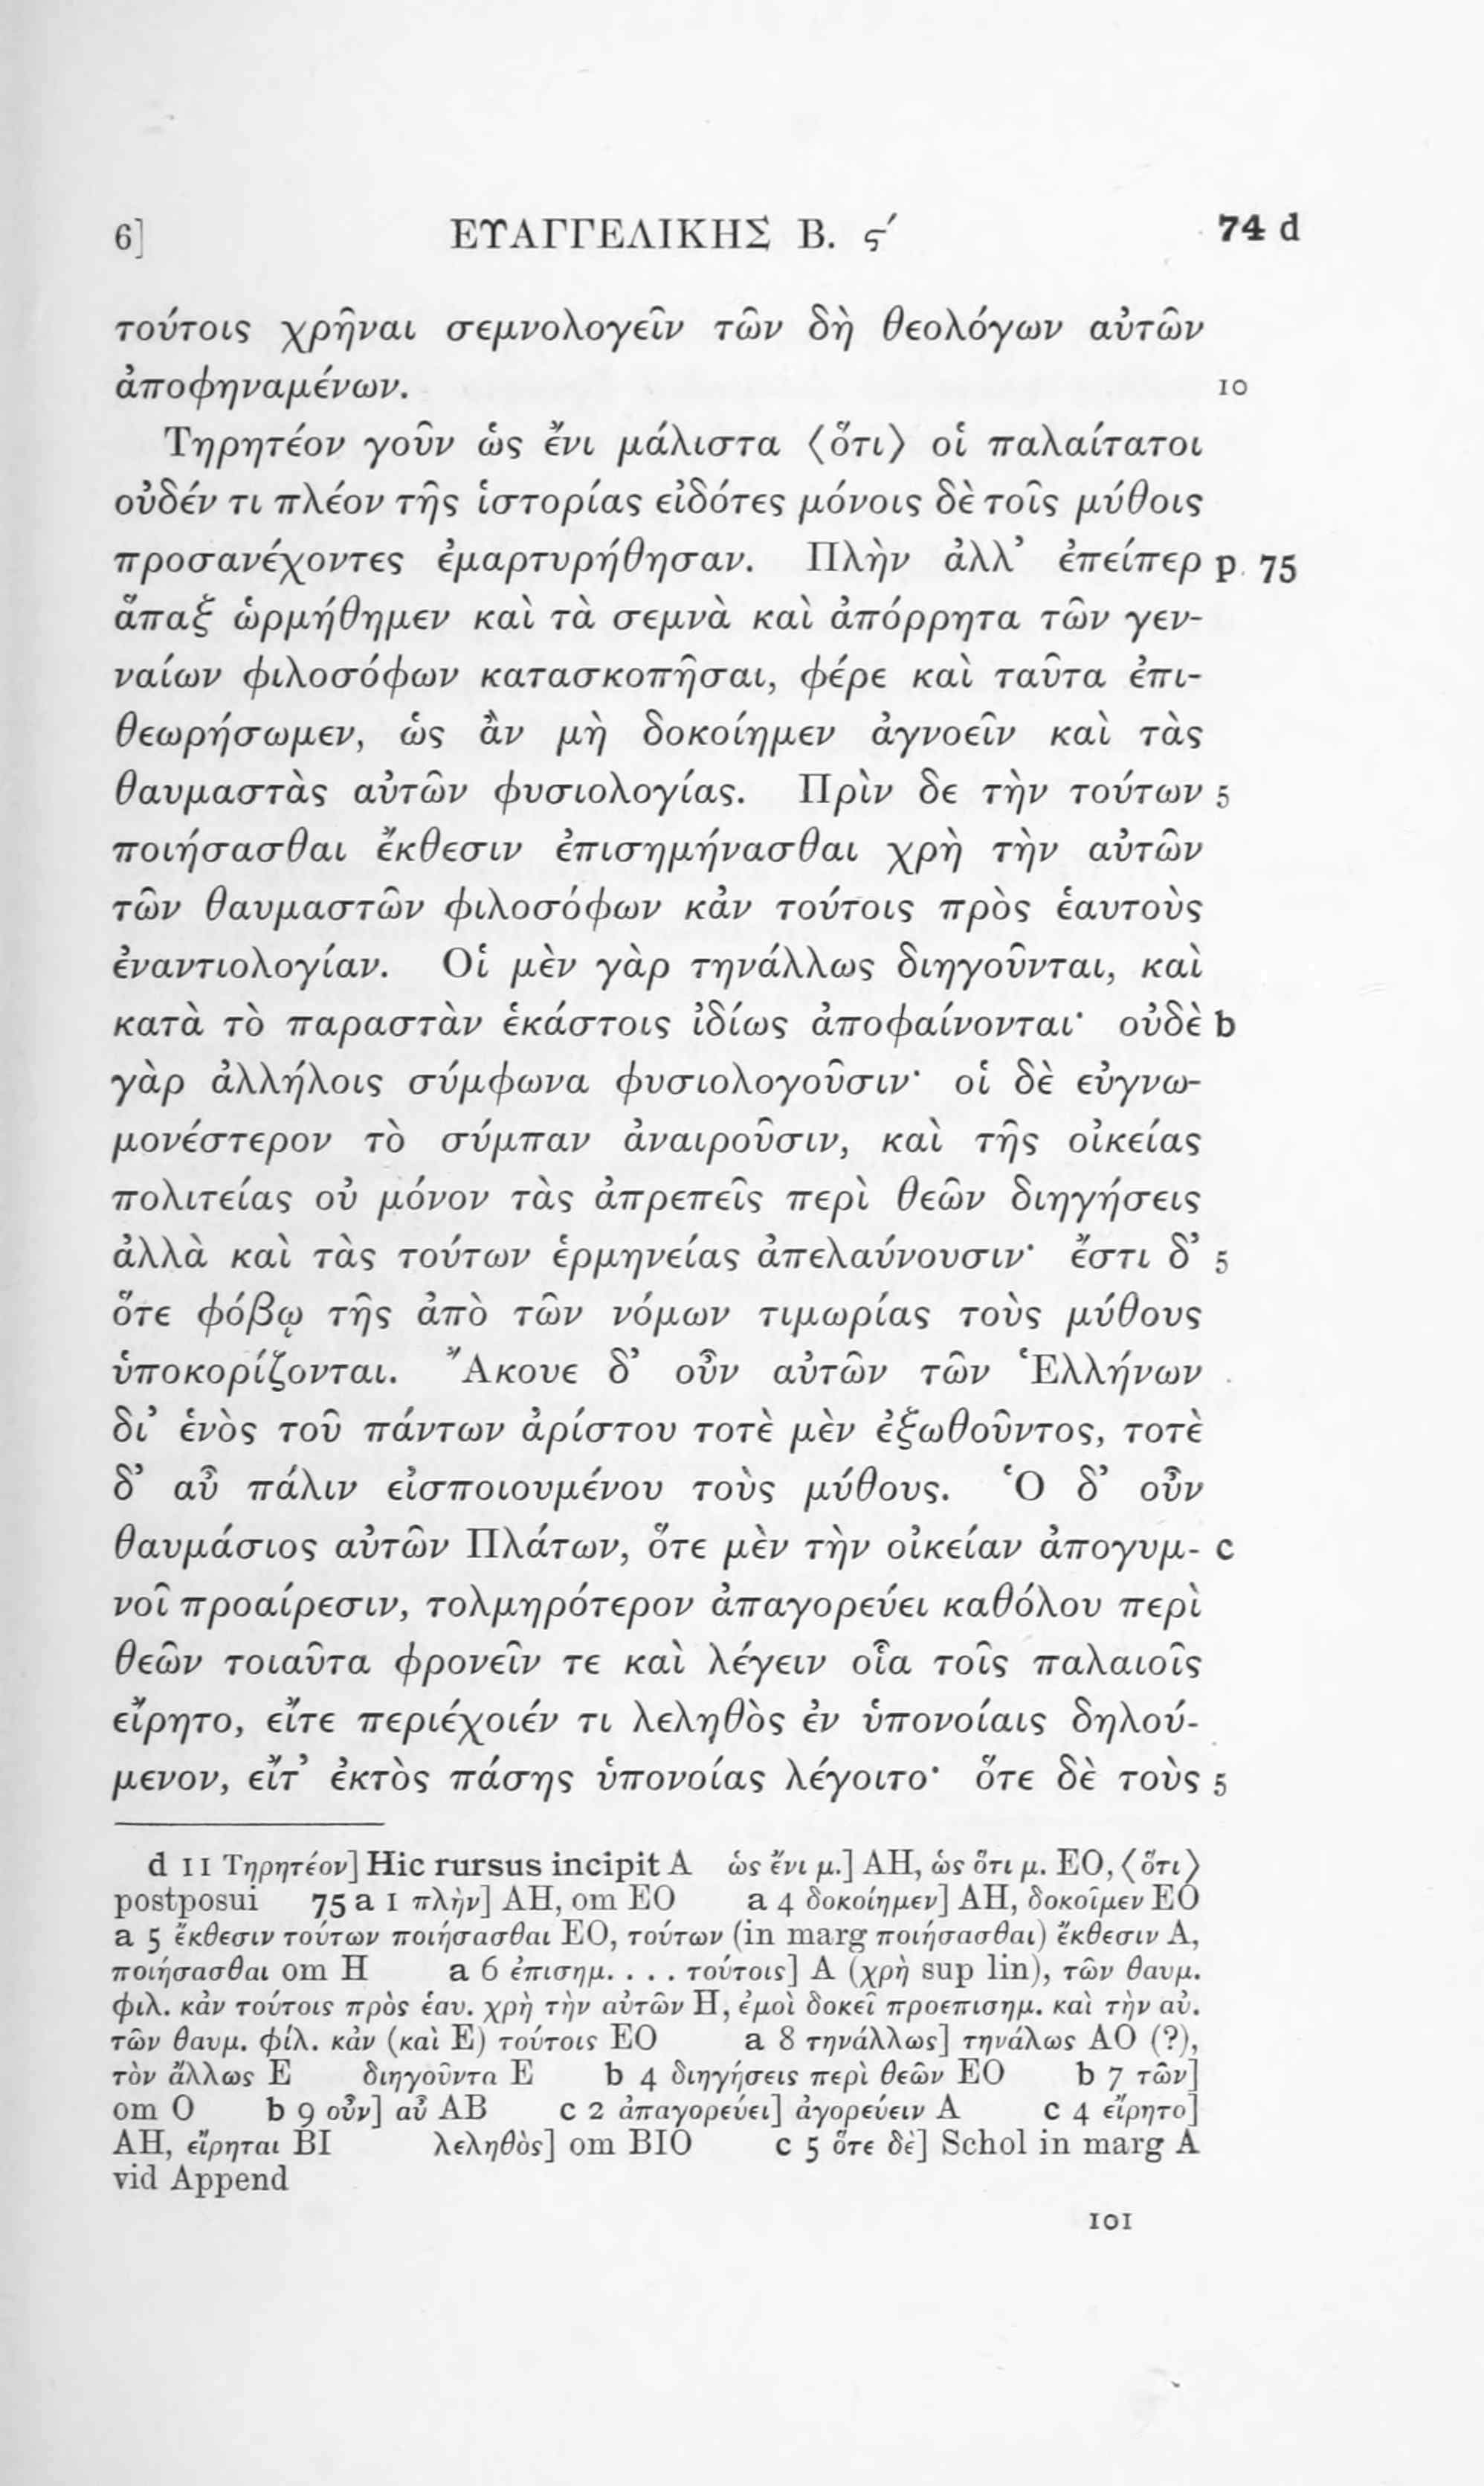 6] ΕΥΑΓΓΕΛΙΚΗΣ Β. ϛʹ 74 d
τούτοις χρῆναι σεμνολογεῖν τῶν δὴ θεολόγων αὐτῶν
ἀποφηναμένων. 10
Τηρητέον γοῦν ὡς ἔνι μάλιστα ⟨ὅτι⟩ οἱ παλαίτατοι
οὐδέν τι πλέον τῆς ἱστορίας εἰδότες μόνοις δὲ τοῖς μύθοις
προσανέχοντες ἐμαρτυρήθησαν. Πλὴν ἀλλ’ ἐπείπερ p. 75
ἅπαξ ὡρμήθημεν καὶ τὰ σεμνὰ καὶ ἀπόρρητα τῶν γεν-
ναίων φιλοσόφων κατασκοπῆσαι, φέρε καὶ ταῦτα ἐπι-
θεωρήσωμεν, ὡς ἂν μὴ δοκοίημεν ἀγνοεῖν καὶ τὰς
θαυμαστὰς αὐτῶν φυσιολογίας. Πρὶν δε τὴν τούτων 5
ποιήσασθαι ἔκθεσιν ἐπισημήνασθαι χρὴ τὴν αὐτῶν
τῶν θαυμαστῶν φιλοσόφων κἀν τούτοις πρὸς ἑαυτοὺς
ἐναντιολογίαν. Οἱ μὲν γὰρ τηνάλλως διηγοῦνται, καὶ
κατὰ τὸ παραστὰν ἑκάστοις ἰδίως ἀποφαίνονται· οὐδὲ b
γὰρ ἀλλήλοις σύμφωνα φυσιολογοῦσιν· οἱ δὲ εὐγνω-
μονέστερον τὸ σύμπαν ἀναιροῦσιν, καὶ τῆς οἰκείας
πολιτείας οὐ μόνον τὰς ἀπρεπεῖς περὶ θεῶν διηγήσεις
ἀλλὰ καὶ τὰς τούτων ἑρμηνείας ἀπελαύνουσιν· ἔστι δ’ 5
ὅτε φόβῳ τῆς ἀπὸ τῶν νόμων τιμωρίας τοὺς μύθους
ὑποκορίζονται. Ἄκουε δ’ οὖν αὐτῶν τῶν Ἑλλήνων
δι’ ἑνὸς τοῦ πάντων ἀρίστου τοτὲ μὲν ἐξωθοῦντος, τοτὲ
δ’ αὖ πάλιν εἰσποιουμένου τοὺς μύθους. Ὁ δ’ οὖν
θαυμάσιος αὐτῶν Πλάτων, ὅτε μὲν τὴν οἰκείαν ἀπογυμ- c
νοῖ προαίρεσιν, τολμηρότερον ἀπαγορεύει καθόλου περὶ
θεῶν τοιαῦτα φρονεῖν τε καὶ λέγειν οἷα τοῖς παλαιοῖς
εἴρητο, εἴτε περιέχοιέν τι λεληθὸς ἐν ὑπονοίαις δηλού-
μενον, εἴτ’ ἐκτὸς πάσης ὑπονοίας λέγοιτο· ὅτε δὲ τοὺς 5
d 11 Τηρητέον] Hic rursus incipit A ὡς ἔνι μ.] AH, ὡς ὅτι μ. EO, ⟨ὅτι⟩
postposui 75 a 1 πλὴν] AH, om EO a 4 δοκοίημεν] AH, δοκοῖμεν EO
a 5 ἔκθεσιν τούτων ποιήσασθαι EO, τούτων (in marg ποιήσασθαι) ἔκθεσιν A,
ποιήσασθαι om H a 6 ἐπισημ. . . . τούτοις] A (χρὴ sup lin), τῶν θαυμ.
φιλ. κἀν τούτοις πρὸς ἑαυ. χρὴ τὴν αὐτῶν H, ἐμοὶ δοκεῖ προεπισημ. καὶ τὴν αὐ.
τῶν θαυμ. φίλ. κἀν (καὶ E) τούτοις EO a 8 τηνάλλως] τηνάλως AO (?),
τὸν ἄλλως E διηγοῦντα E b 4 διηγήσεις περὶ θεῶν EO b 7 τῶν]
om O b 9 οὖν] αὖ AB c 2 ἀπαγορεύει] ἀγορεύειν A c 4 εἴρητο]
AH, εἴρηται BI λεληθὸς] om BIO c 5 ὅτε δὲ] Schol in marg A
vid Append
101